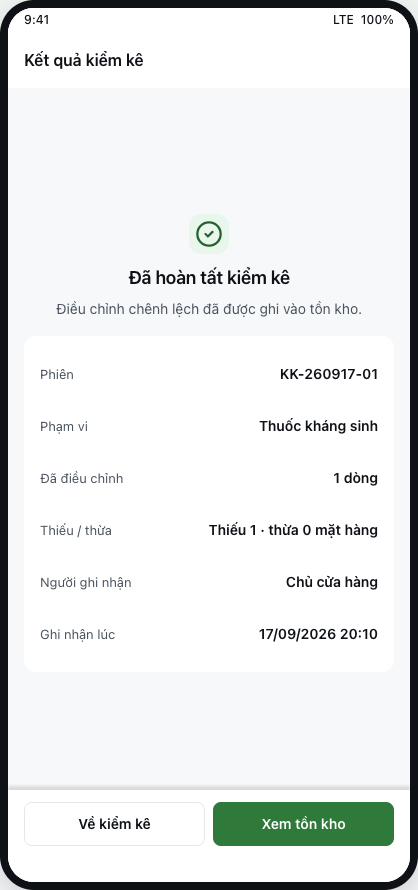 9:41 LTE 100%
Kết quả kiểm kê
Đã hoàn tất kiểm kê
Điều chỉnh chênh lệch đã được ghi vào tồn kho.
Phiên KK-260917-01
Phạm vi Thuốc kháng sinh
Đã điều chỉnh 1 dòng
Thiếu / thừa Thiếu 1 · thừa 0 mặt hàng
Người ghi nhận Chủ cửa hàng
Ghi nhận lúc 17/09/2026 20:10
Về kiểm kê Xem tồn kho